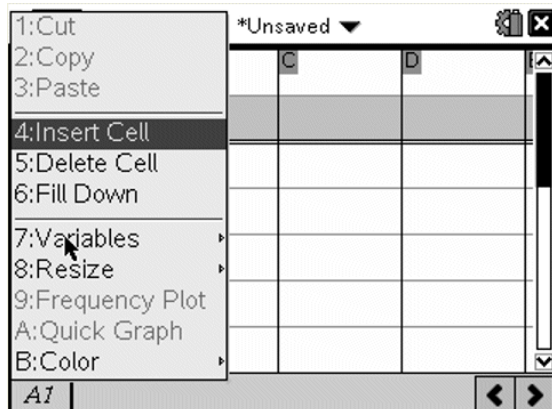 *Unsaved
1:Cut
2:Copy
3:Paste
4:Insert Cell
5:Delete Cell
6:Fill Down
7:Variables
8:Resize
9:Frequency Plot
A:Quick Graph
B:Color
C D
A1